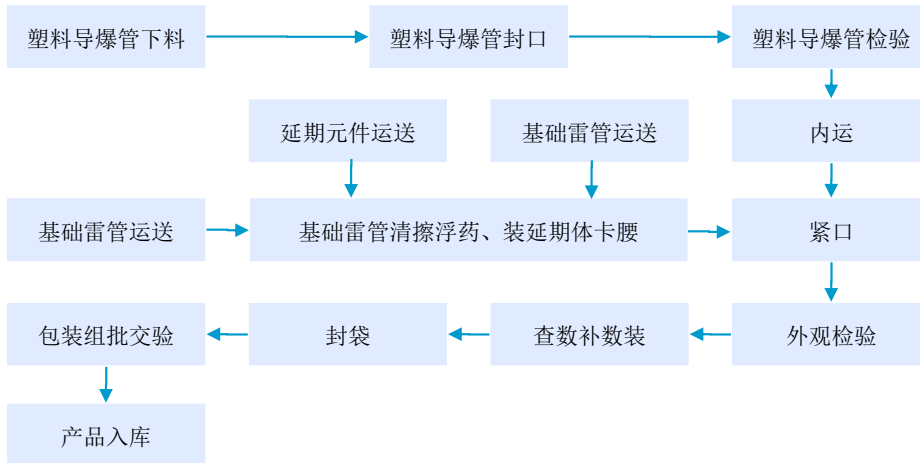 塑料导爆管下料
塑料导爆管封口
塑料导爆管检验
延期元件运送
基础雷管运送
内运
基础雷管运送
基础雷管清擦浮药、装延期体卡腰
紧口
包装组批交验
封袋
查数补数装
外观检验
产品入库